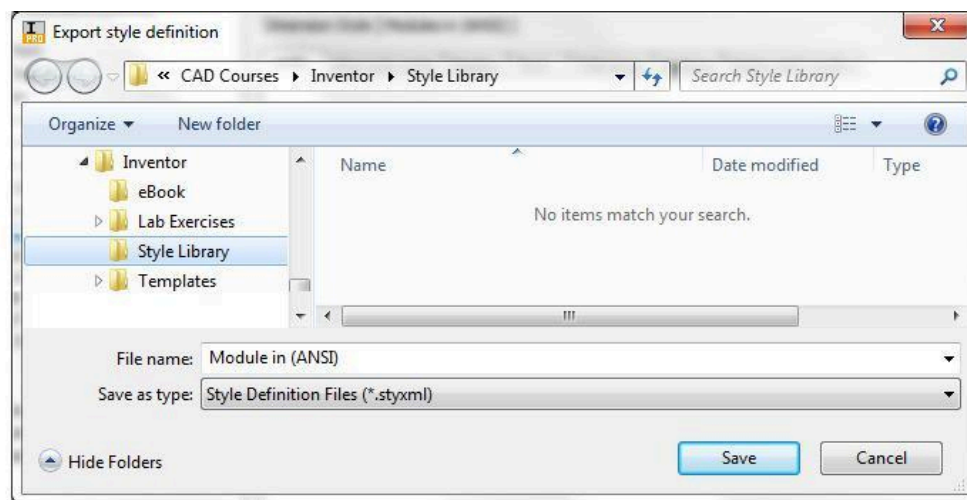 Export style definition
« CAD Courses Inventor Style Library Search Style Library
Organize New folder
Inventor
eBook
Lab Exercises
Style Library
Templates
Name Date modified Type
No items match your search.
File name: Module in (ANSI)
Save as type: Style Definition Files (*.styxml)
Hide Folders Save Cancel